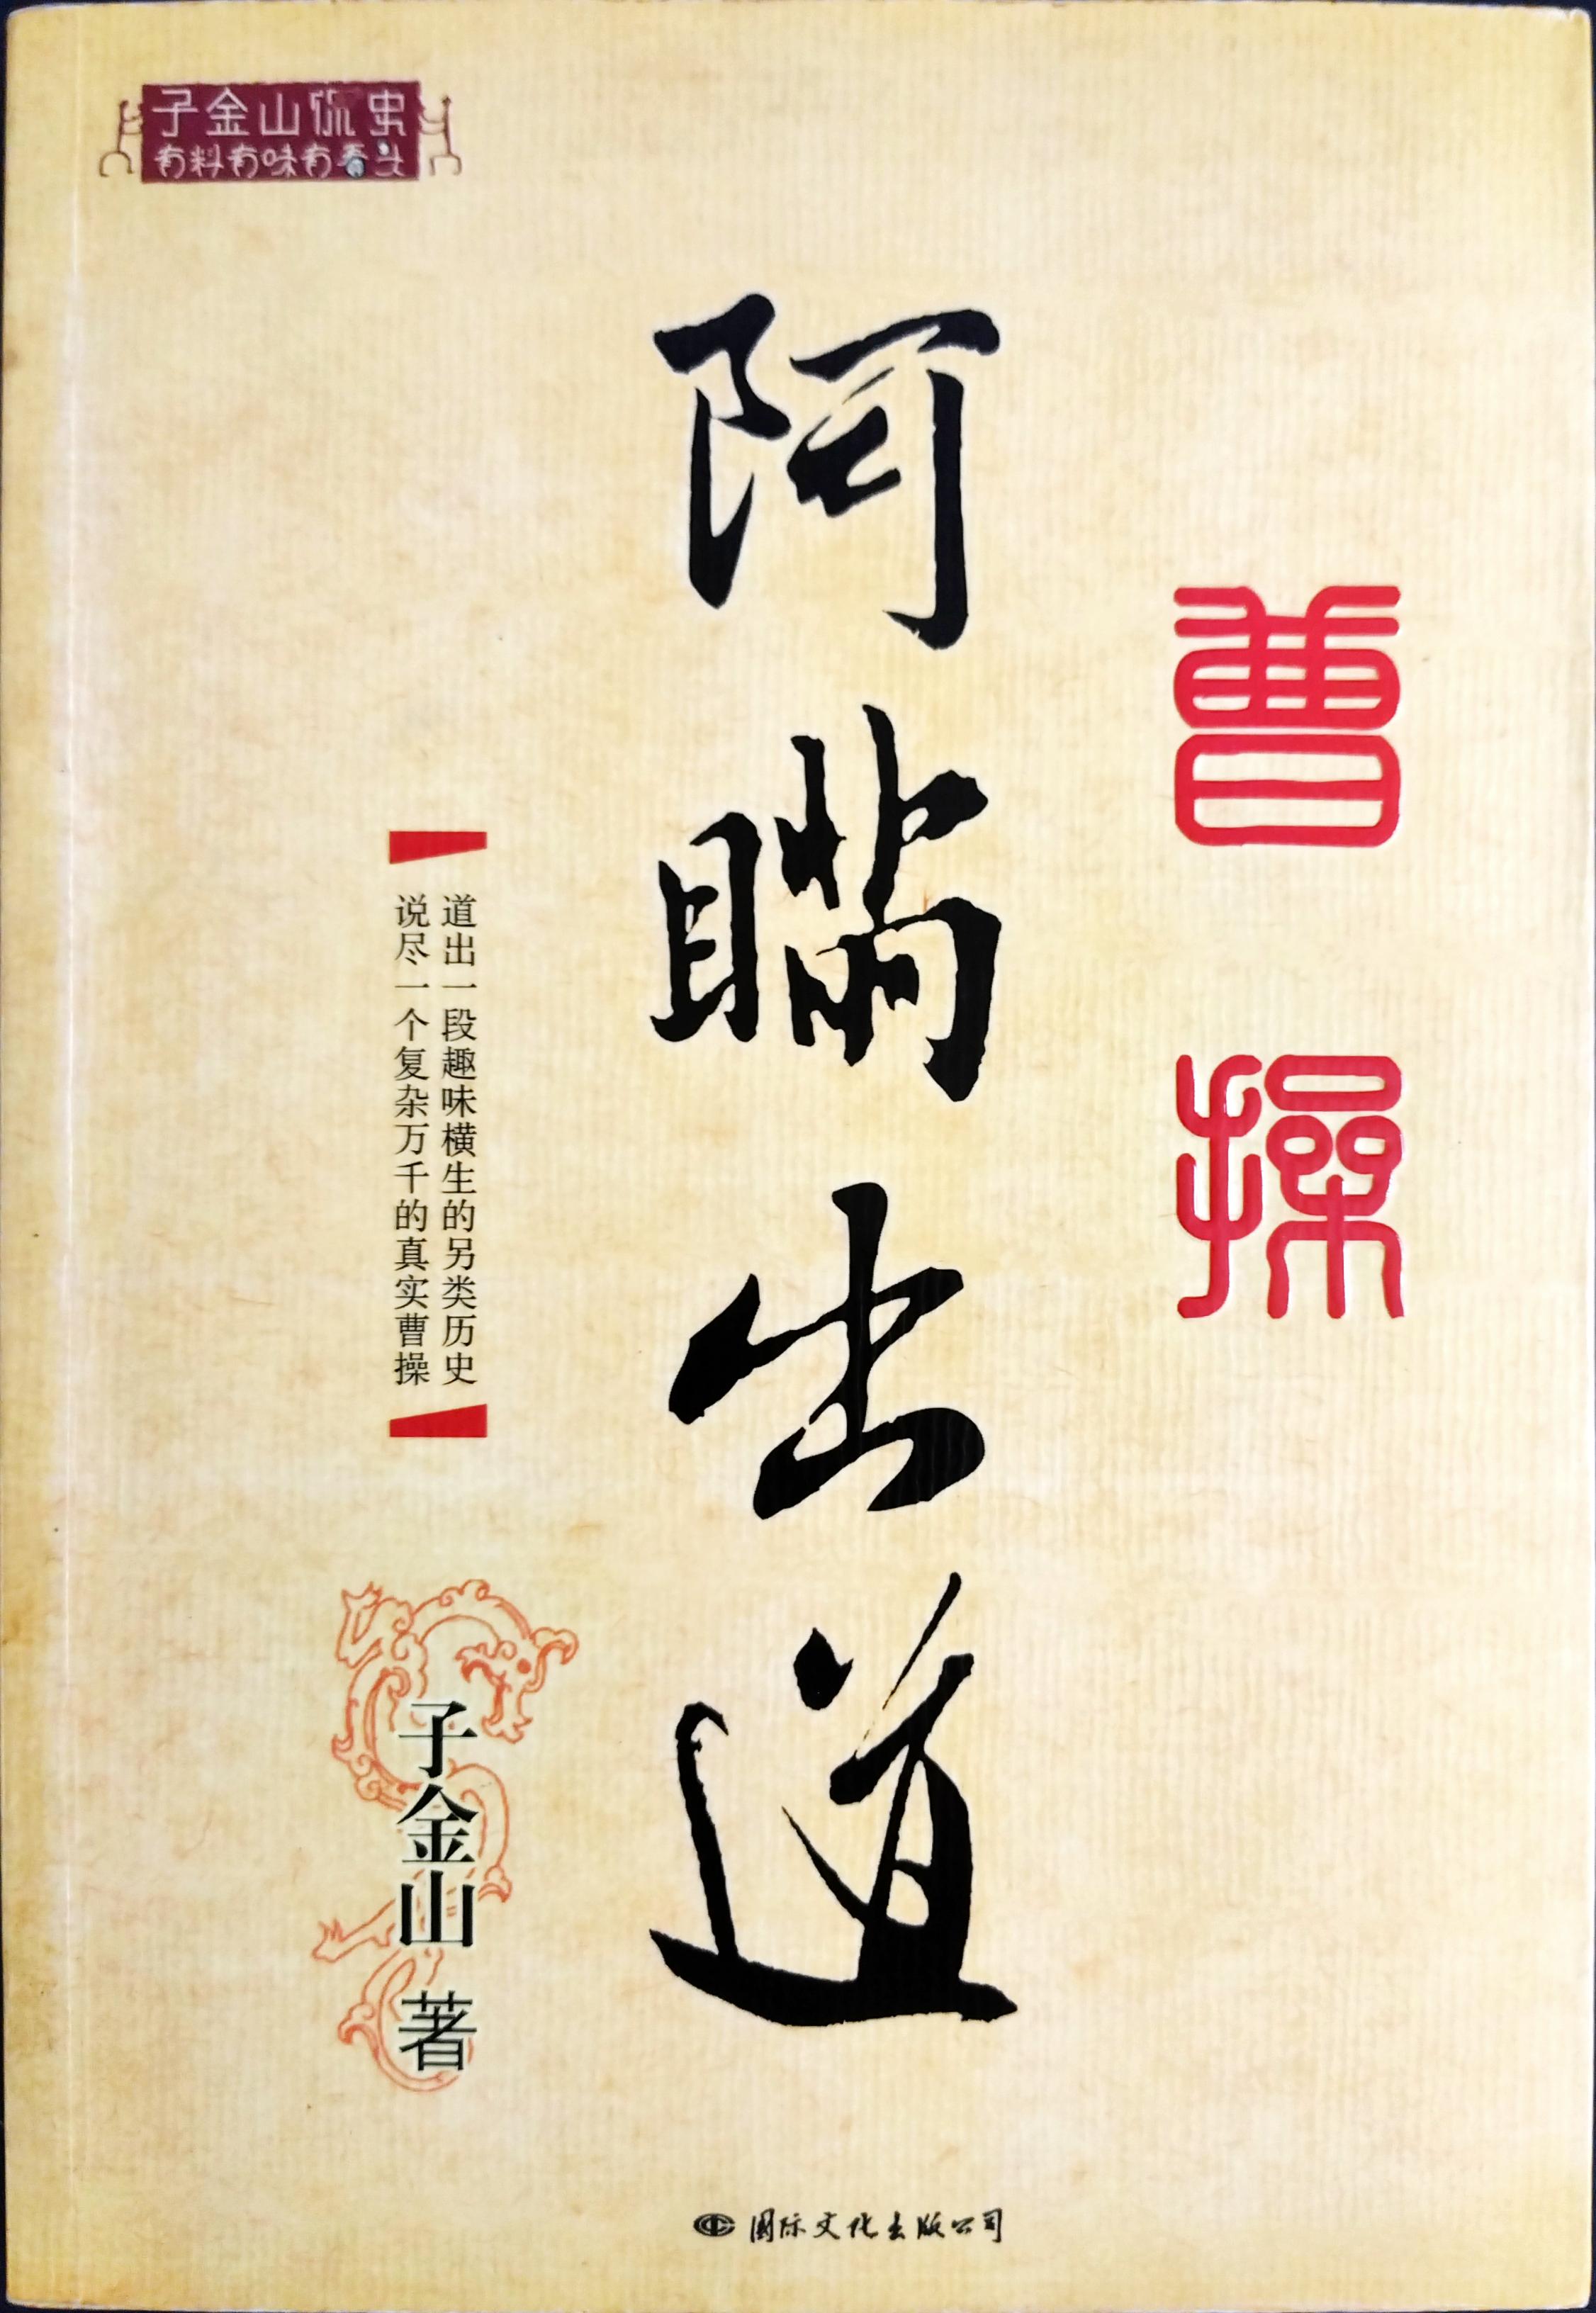 子金山侃史
有料有味有看头
曹操
阿瞒出道
道出一段趣味横生的另类历史
说尽一个复杂万千的真实曹操
子金山 著
国际文化出版公司